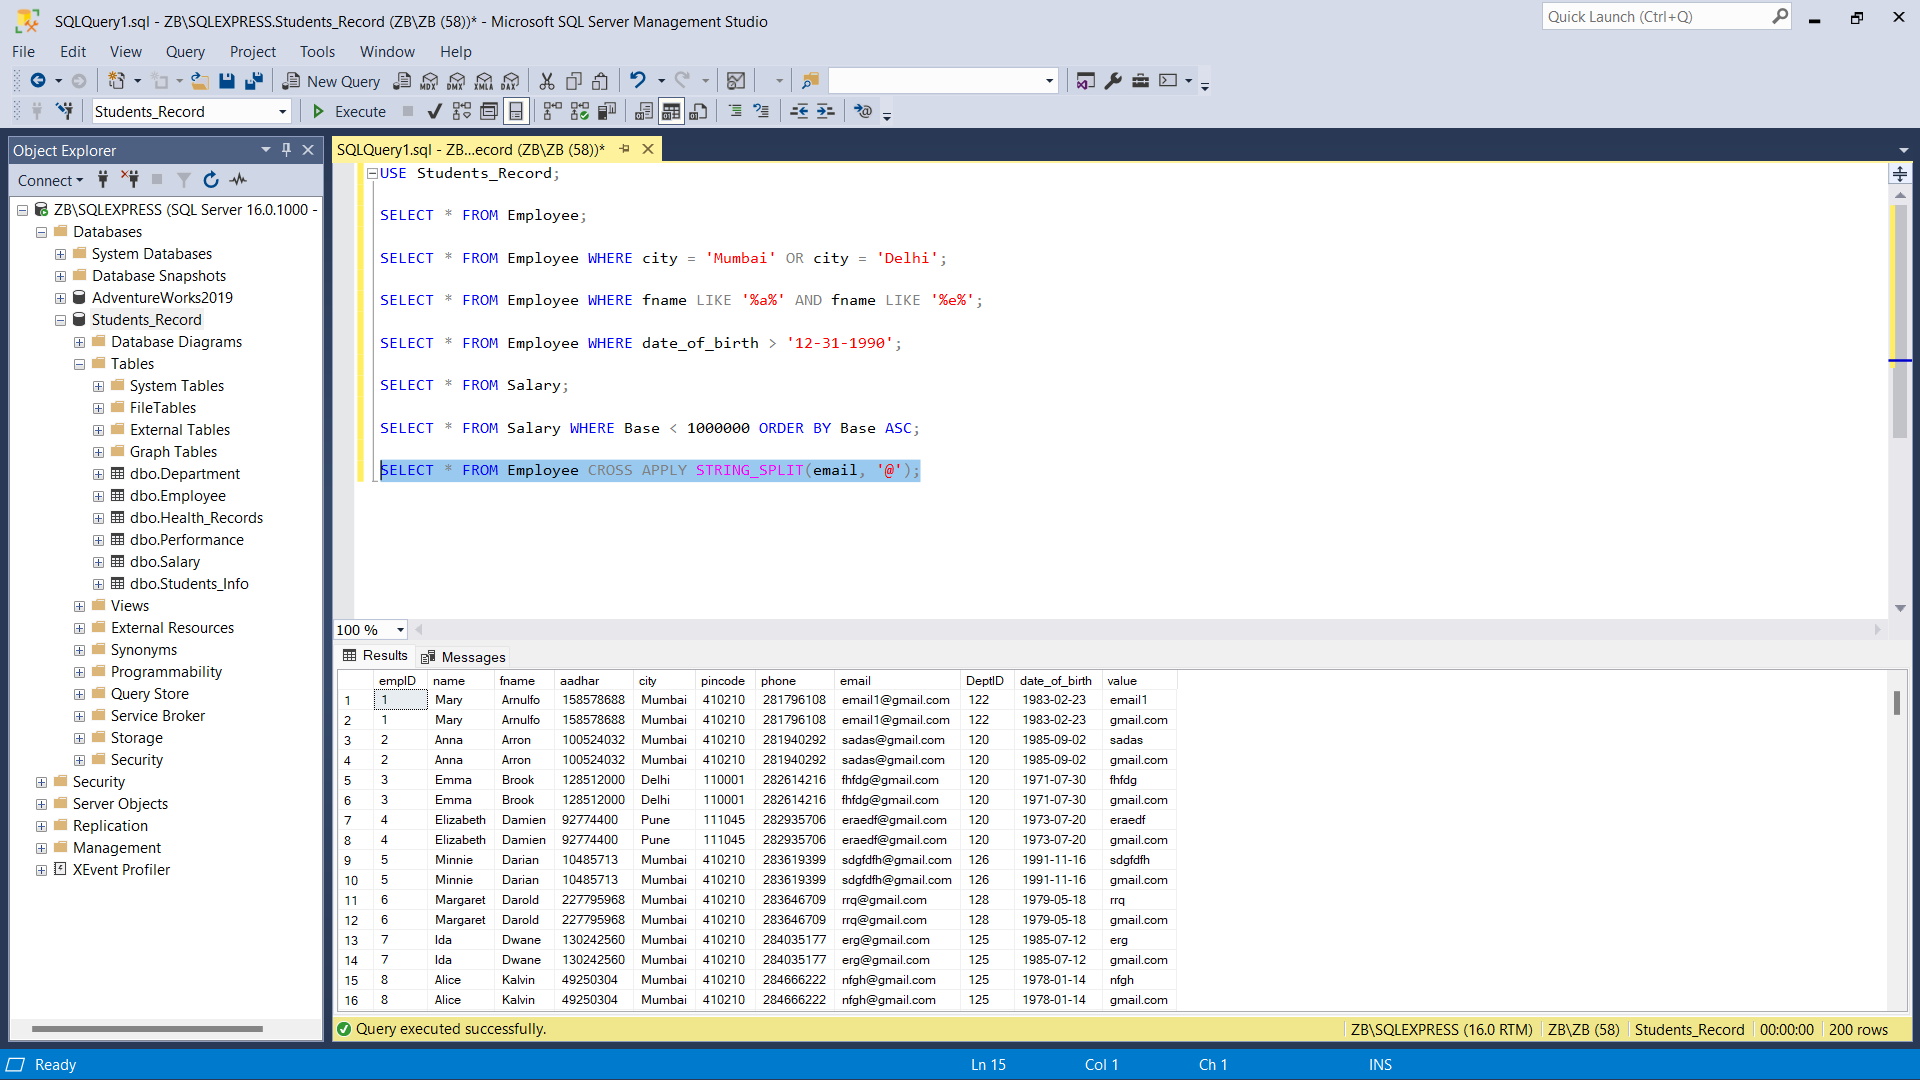 SQLQuery1.sql - ZB\SQLEXPRESS.Students_Record (ZB\ZB (58))* - Microsoft SQL Server Management Studio
Quick Launch (Ctrl+Q)
File Edit View Query Project Tools Window Help
New Query MDX DMX XMLA DAX
Students_Record Execute
Object Explorer
Connect
ZB\SQLEXPRESS (SQL Server 16.0.1000 -
Databases
System Databases
Database Snapshots
AdventureWorks2019
Students_Record
Database Diagrams
Tables
System Tables
FileTables
External Tables
Graph Tables
dbo.Department
dbo.Employee
dbo.Health_Records
dbo.Performance
dbo.Salary
dbo.Students_Info
Views
External Resources
Synonyms
Programmability
Query Store
Service Broker
Storage
Security
Security
Server Objects
Replication
Management
XEvent Profiler
SQLQuery1.sql - ZB...ecord (ZB\ZB (58))*
USE Students_Record;
SELECT * FROM Employee;
SELECT * FROM Employee WHERE city = 'Mumbai' OR city = 'Delhi';
SELECT * FROM Employee WHERE fname LIKE '%a%' AND fname LIKE '%e%';
SELECT * FROM Employee WHERE date_of_birth > '12-31-1990';
SELECT * FROM Salary;
SELECT * FROM Salary WHERE Base < 1000000 ORDER BY Base ASC;
SELECT * FROM Employee CROSS APPLY STRING_SPLIT(email, '@');
100 %
Results Messages
empID name fname aadhar city pincode phone email DeptID date_of_birth value
1 1 Mary Arnulfo 158578688 Mumbai 410210 281796108 email1@gmail.com 122 1983-02-23 email1
2 1 Mary Arnulfo 158578688 Mumbai 410210 281796108 email1@gmail.com 122 1983-02-23 gmail.com
3 2 Anna Arron 100524032 Mumbai 410210 281940292 sadas@gmail.com 120 1985-09-02 sadas
4 2 Anna Arron 100524032 Mumbai 410210 281940292 sadas@gmail.com 120 1985-09-02 gmail.com
5 3 Emma Brook 128512000 Delhi 110001 282614216 fhfdg@gmail.com 120 1971-07-30 fhfdg
6 3 Emma Brook 128512000 Delhi 110001 282614216 fhfdg@gmail.com 120 1971-07-30 gmail.com
7 4 Elizabeth Damien 92774400 Pune 111045 282935706 eraedf@gmail.com 120 1973-07-20 eraedf
8 4 Elizabeth Damien 92774400 Pune 111045 282935706 eraedf@gmail.com 120 1973-07-20 gmail.com
9 5 Minnie Darian 10485713 Mumbai 410210 283619399 sdgfdfh@gmail.com 126 1991-11-16 sdgfdfh
10 5 Minnie Darian 10485713 Mumbai 410210 283619399 sdgfdfh@gmail.com 126 1991-11-16 gmail.com
11 6 Margaret Darold 227795968 Mumbai 410210 283646709 rrq@gmail.com 128 1979-05-18 rrq
12 6 Margaret Darold 227795968 Mumbai 410210 283646709 rrq@gmail.com 128 1979-05-18 gmail.com
13 7 Ida Dwane 130242560 Mumbai 410210 284035177 erg@gmail.com 125 1985-07-12 erg
14 7 Ida Dwane 130242560 Mumbai 410210 284035177 erg@gmail.com 125 1985-07-12 gmail.com
15 8 Alice Kalvin 49250304 Mumbai 410210 284666222 nfgh@gmail.com 125 1978-01-14 nfgh
16 8 Alice Kalvin 49250304 Mumbai 410210 284666222 nfgh@gmail.com 125 1978-01-14 gmail.com
Query executed successfully. ZB\SQLEXPRESS (16.0 RTM) ZB\ZB (58) Students_Record 00:00:00 200 rows
Ready Ln 15 Col 1 Ch 1 INS